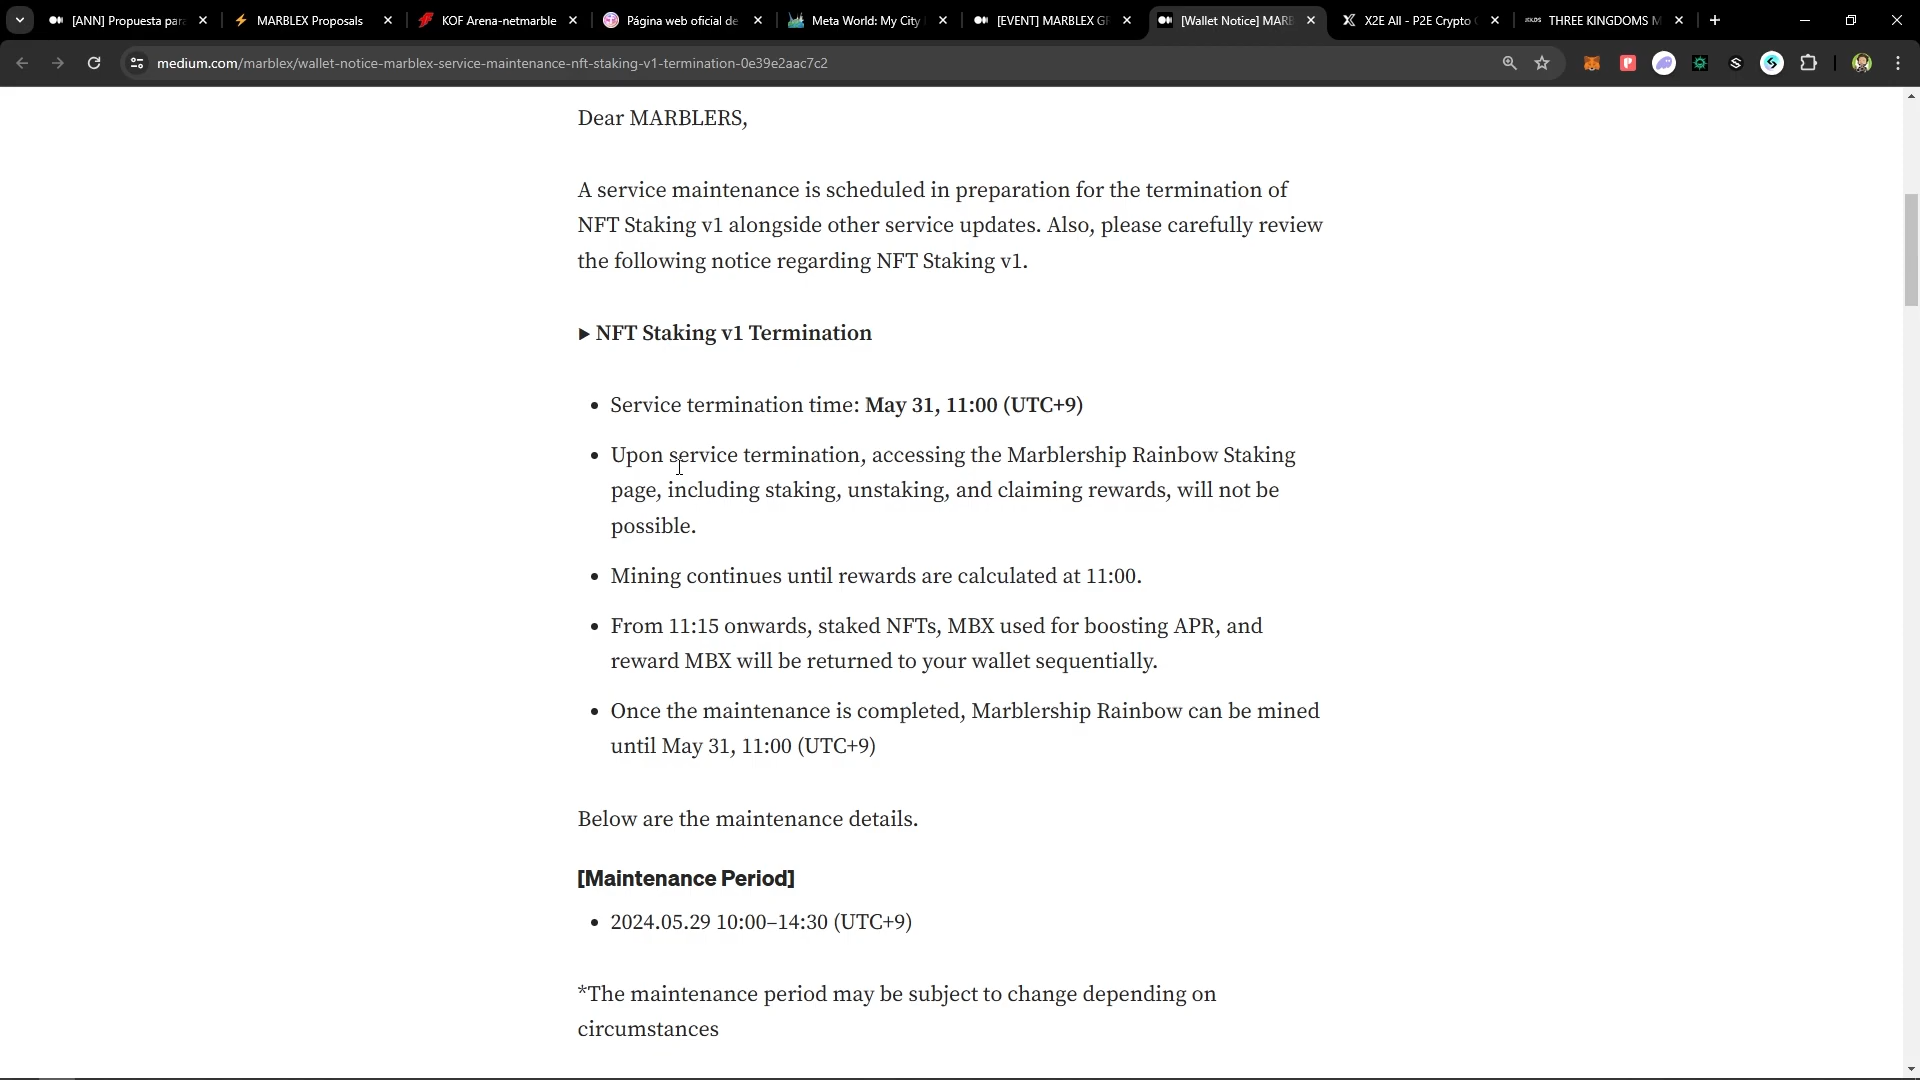 [ANN] Propuesta para
MARBLEX Proposals
KOF Arena-netmarble
Página web oficial de
Meta World: My City
[EVENT] MARBLEX GR
[Wallet Notice] MARB
X2E All - P2E Crypto
THREE KINGDOMS M
medium.com/marblex/wallet-notice-marblex-service-maintenance-nft-staking-v1-termination-0e39e2aac7c2
Dear MARBLERS,
A service maintenance is scheduled in preparation for the termination of
NFT Staking v1 alongside other service updates. Also, please carefully review
the following notice regarding NFT Staking v1.
▶ NFT Staking v1 Termination
• Service termination time: May 31, 11:00 (UTC+9)
• Upon service termination, accessing the Marblership Rainbow Staking
page, including staking, unstaking, and claiming rewards, will not be
possible.
• Mining continues until rewards are calculated at 11:00.
• From 11:15 onwards, staked NFTs, MBX used for boosting APR, and
reward MBX will be returned to your wallet sequentially.
• Once the maintenance is completed, Marblership Rainbow can be mined
until May 31, 11:00 (UTC+9)
Below are the maintenance details.
[Maintenance Period]
• 2024.05.29 10:00–14:30 (UTC+9)
*The maintenance period may be subject to change depending on
circumstances